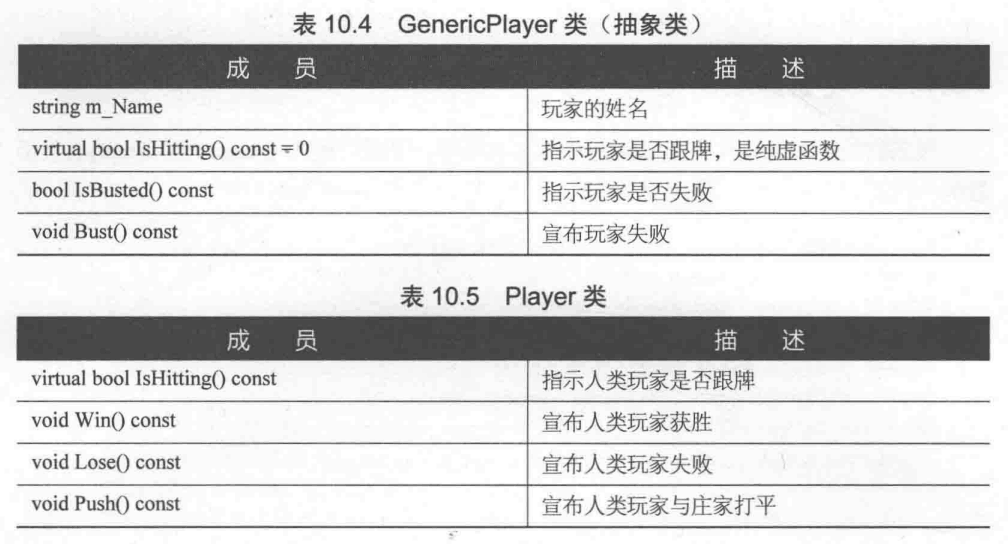 表 10.4 GenericPlayer 类（抽象类）
成 员 描 述
string m_Name 玩家的姓名
virtual bool IsHitting() const = 0 指示玩家是否跟牌，是纯虚函数
bool IsBusted() const 指示玩家是否失败
void Bust() const 宣布玩家失败
表 10.5 Player 类
成 员 描 述
virtual bool IsHitting() const 指示人类玩家是否跟牌
void Win() const 宣布人类玩家获胜
void Lose() const 宣布人类玩家失败
void Push() const 宣布人类玩家与庄家打平